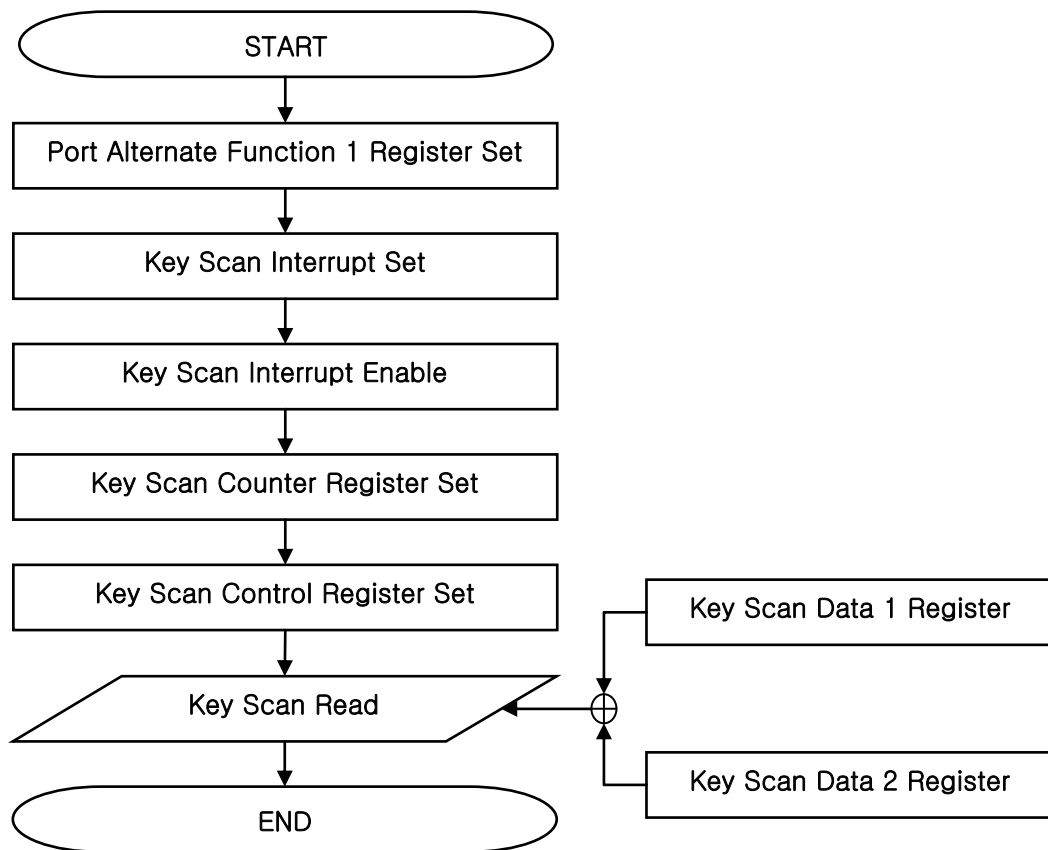 START
Port Alternate Function 1 Register Set
Key Scan Interrupt Set
Key Scan Interrupt Enable
Key Scan Counter Register Set
Key Scan Control Register Set
Key Scan Data 1 Register
Key Scan Read
Key Scan Data 2 Register
END